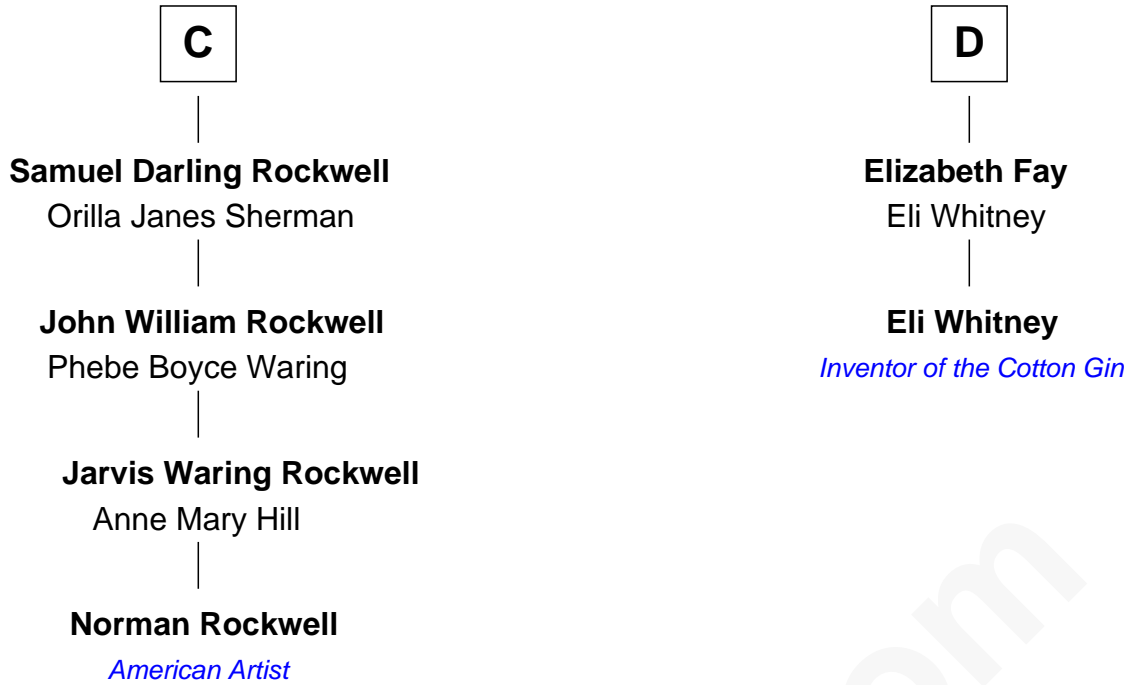 C
Samuel Darling Rockwell
Orilla Janes Sherman
John William Rockwell
Phebe Boyce Waring
Jarvis Waring Rockwell
Anne Mary Hill
Norman Rockwell
American Artist
D
Elizabeth Fay
Eli Whitney
Eli Whitney
Inventor of the Cotton Gin
om